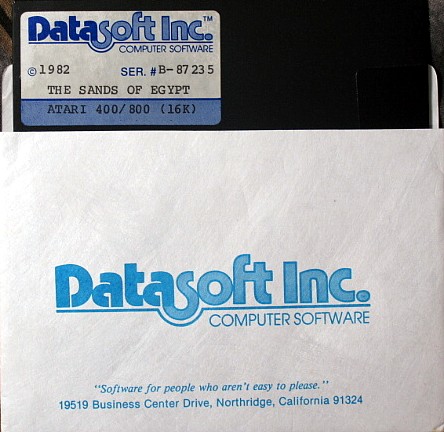 Datasoft Inc.™
COMPUTER SOFTWARE
© 1982 SER. # B-87235
THE SANDS OF EGYPT
ATARI 400/800 (16K)
Datasoft Inc.
COMPUTER SOFTWARE
"Software for people who aren't easy to please."
19519 Business Center Drive, Northridge, California 91324